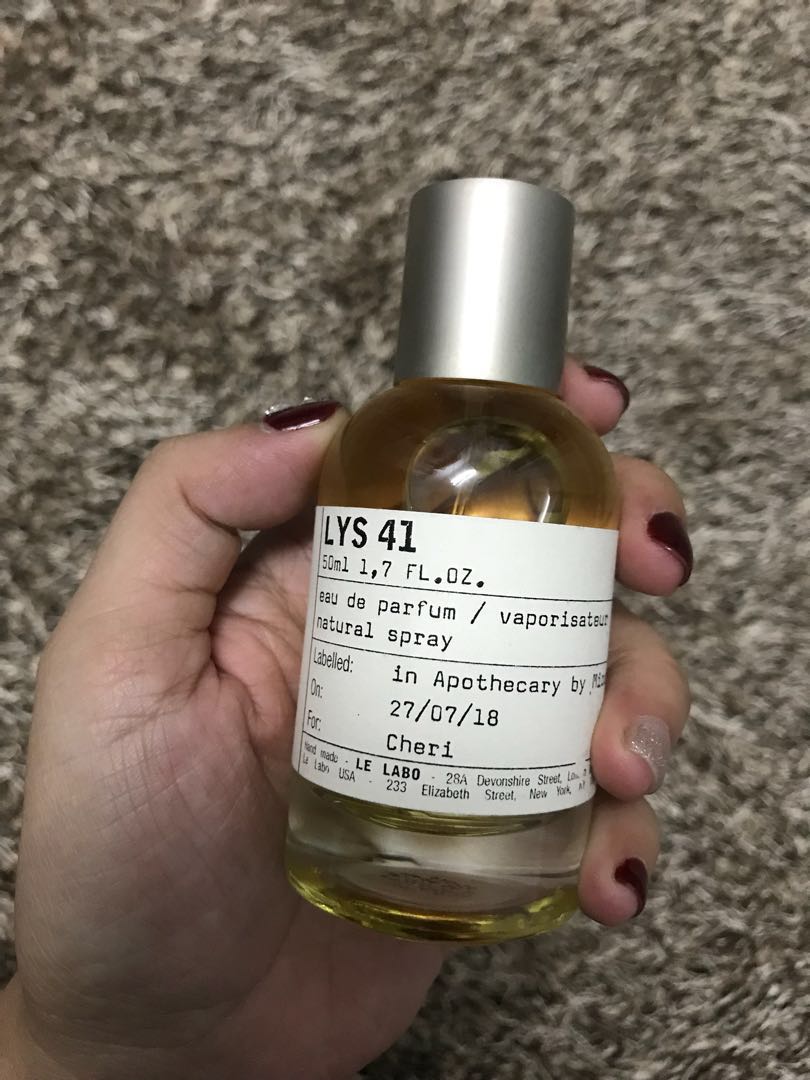 LYS 41
50ml 1,7 FL.OZ.
eau de parfum / vaporisateur
natural spray
Labelled: in Apothecary by
On: 27/07/18
For: Cheri
Hand made - LE LABO - 28A Devonshire Street,
Le Labo USA - 233 Elizabeth Street, New York,